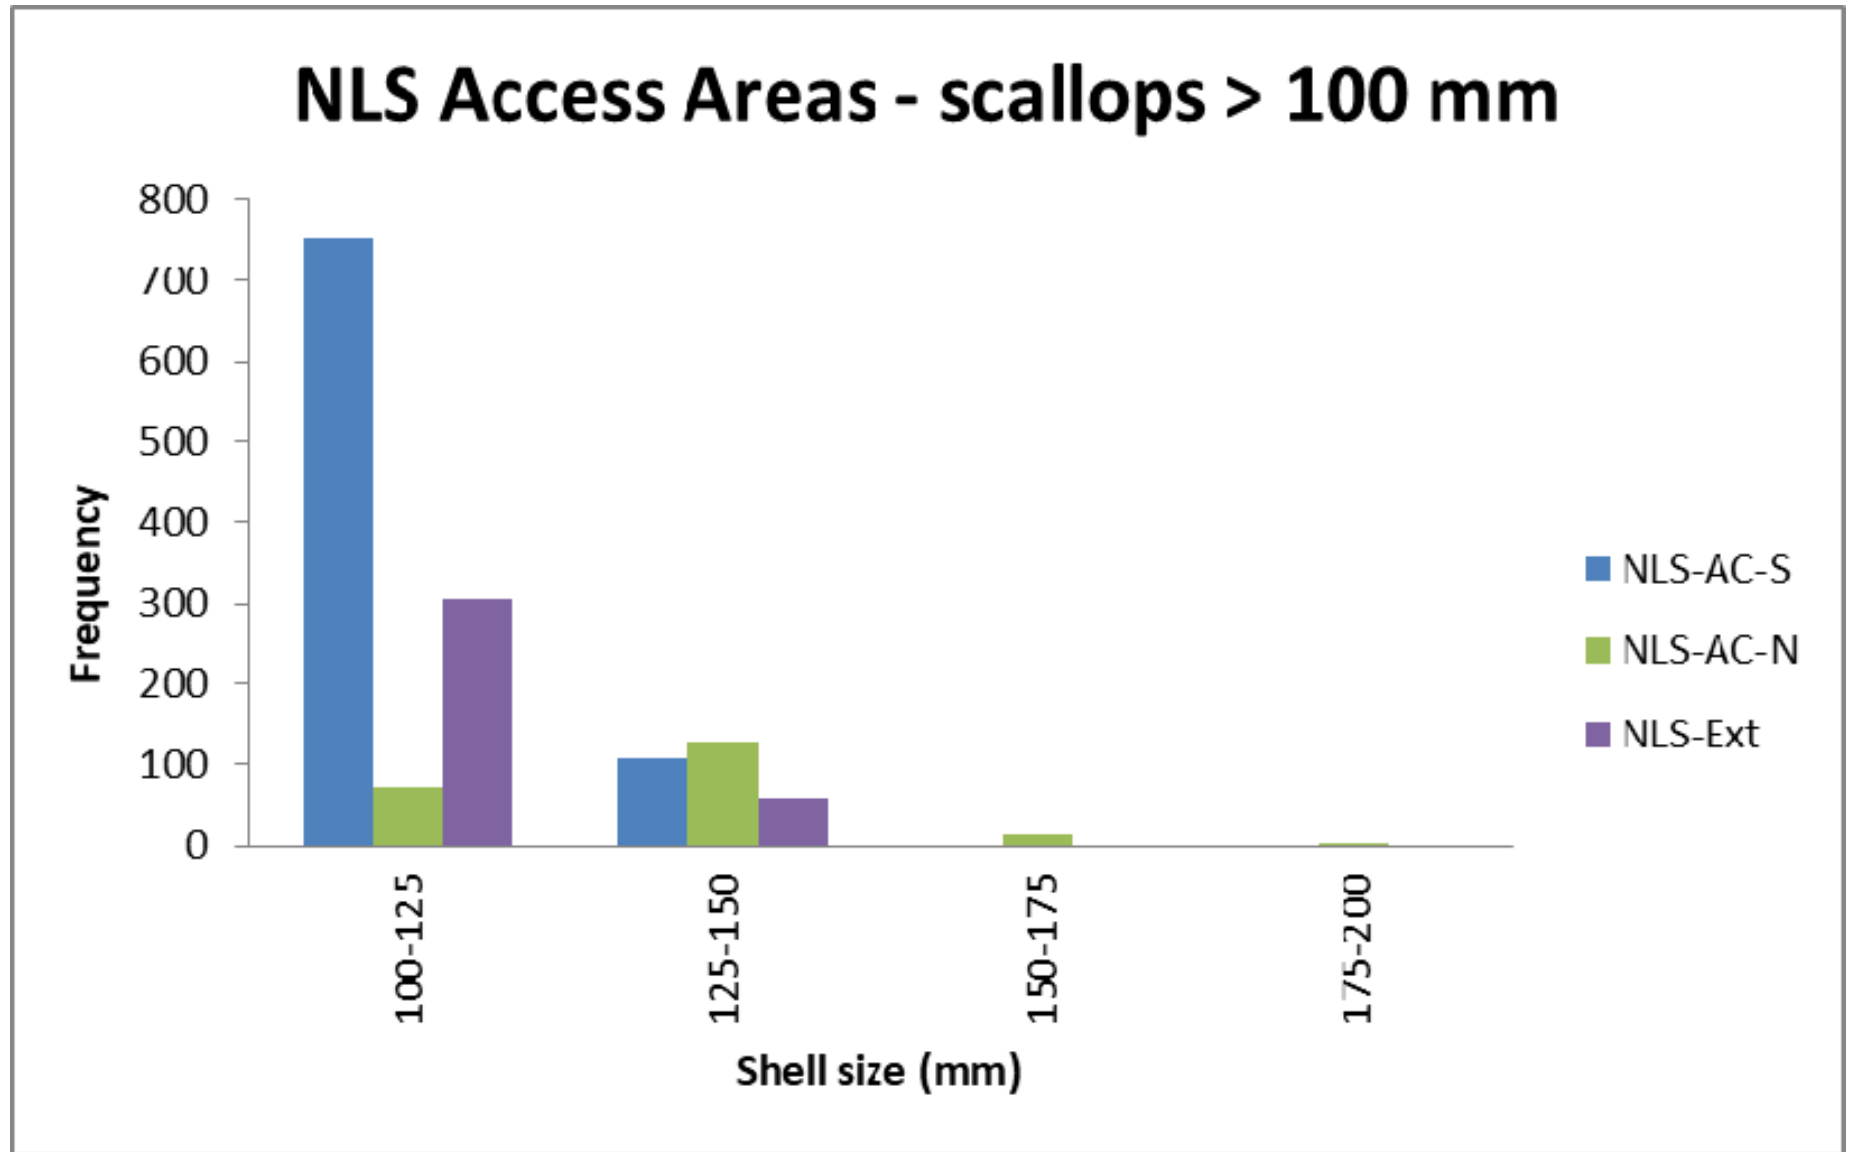 NLS Access Areas - scallops > 100 mm
800
700
600
500
400
300
200
100
0
Frequency
100-125
125-150
150-175
175-200
Shell size (mm)
NLS-AC-S
NLS-AC-N
NLS-Ext